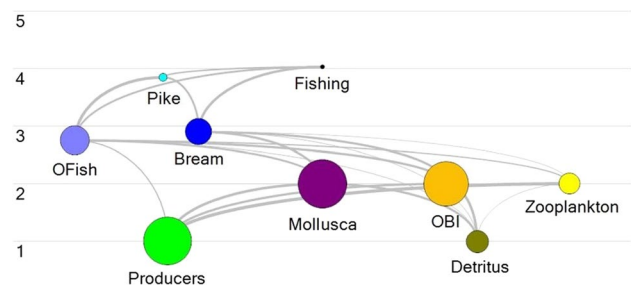 5
4
Fishing
Pike
3
Bream
OFish
2
Mollusca
OBI
Zooplankton
1
Producers
Detritus